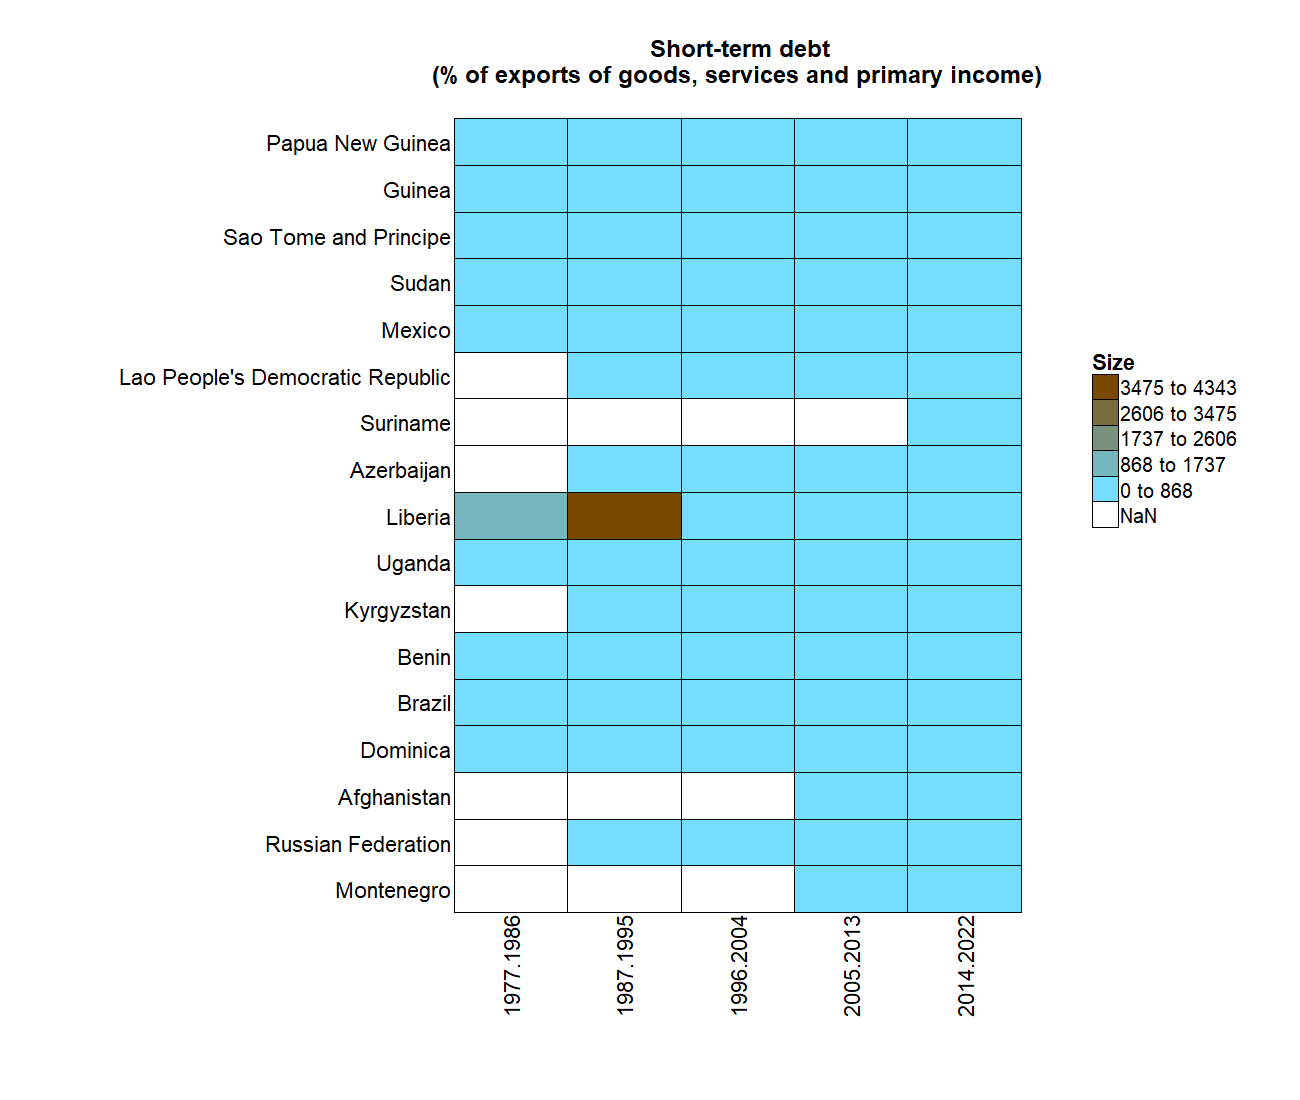 Short-term debt
(% of exports of goods, services and primary income)
Papua New Guinea
Guinea
Sao Tome and Principe
Sudan
Mexico
Lao People's Democratic Republic
Suriname
Azerbaijan
Liberia
Uganda
Kyrgyzstan
Benin
Brazil
Dominica
Afghanistan
Russian Federation
Montenegro
1977.1986
1987.1995
1996.2004
2005.2013
2014.2022
Size
3475 to 4343
2606 to 3475
1737 to 2606
868 to 1737
0 to 868
NaN